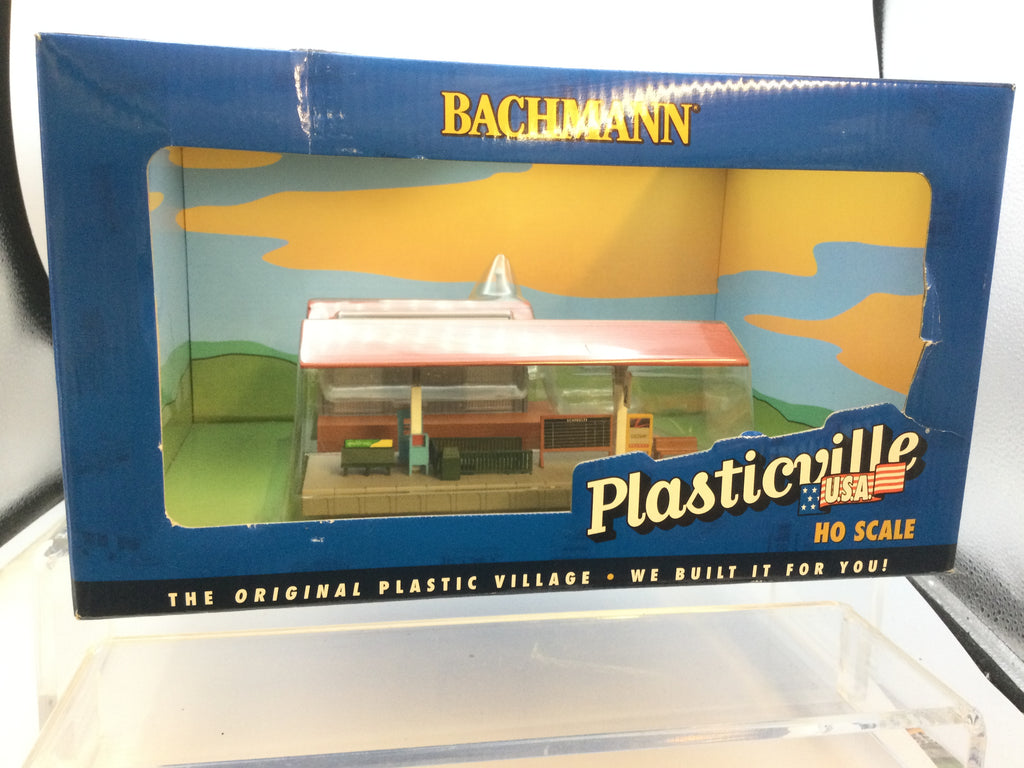 BACHMANN
Plasticville
U.S.A.
HO SCALE
THE ORIGINAL PLASTIC VILLAGE • WE BUILT IT FOR YOU!